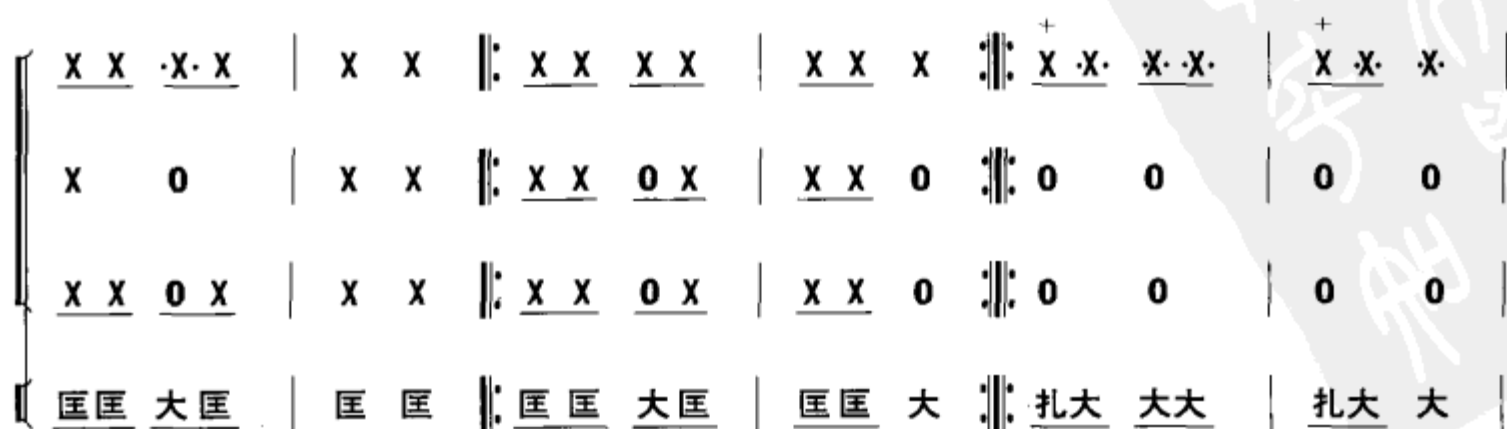 + +
X X ·X· X | X X ‖: X X X X | X X X :‖: X ·X· ·X· ·X· | X ·X· ·X· |
X 0 | X X ‖: X X 0 X | X X 0 :‖: 0 0 | 0 0 |
X X 0 X | X X ‖: X X 0 X | X X 0 :‖: 0 0 | 0 0 |
匡匡 大匡 | 匡 匡 ‖: 匡匡 大匡 | 匡匡 大 :‖: 扎大 大大 | 扎大 大 |